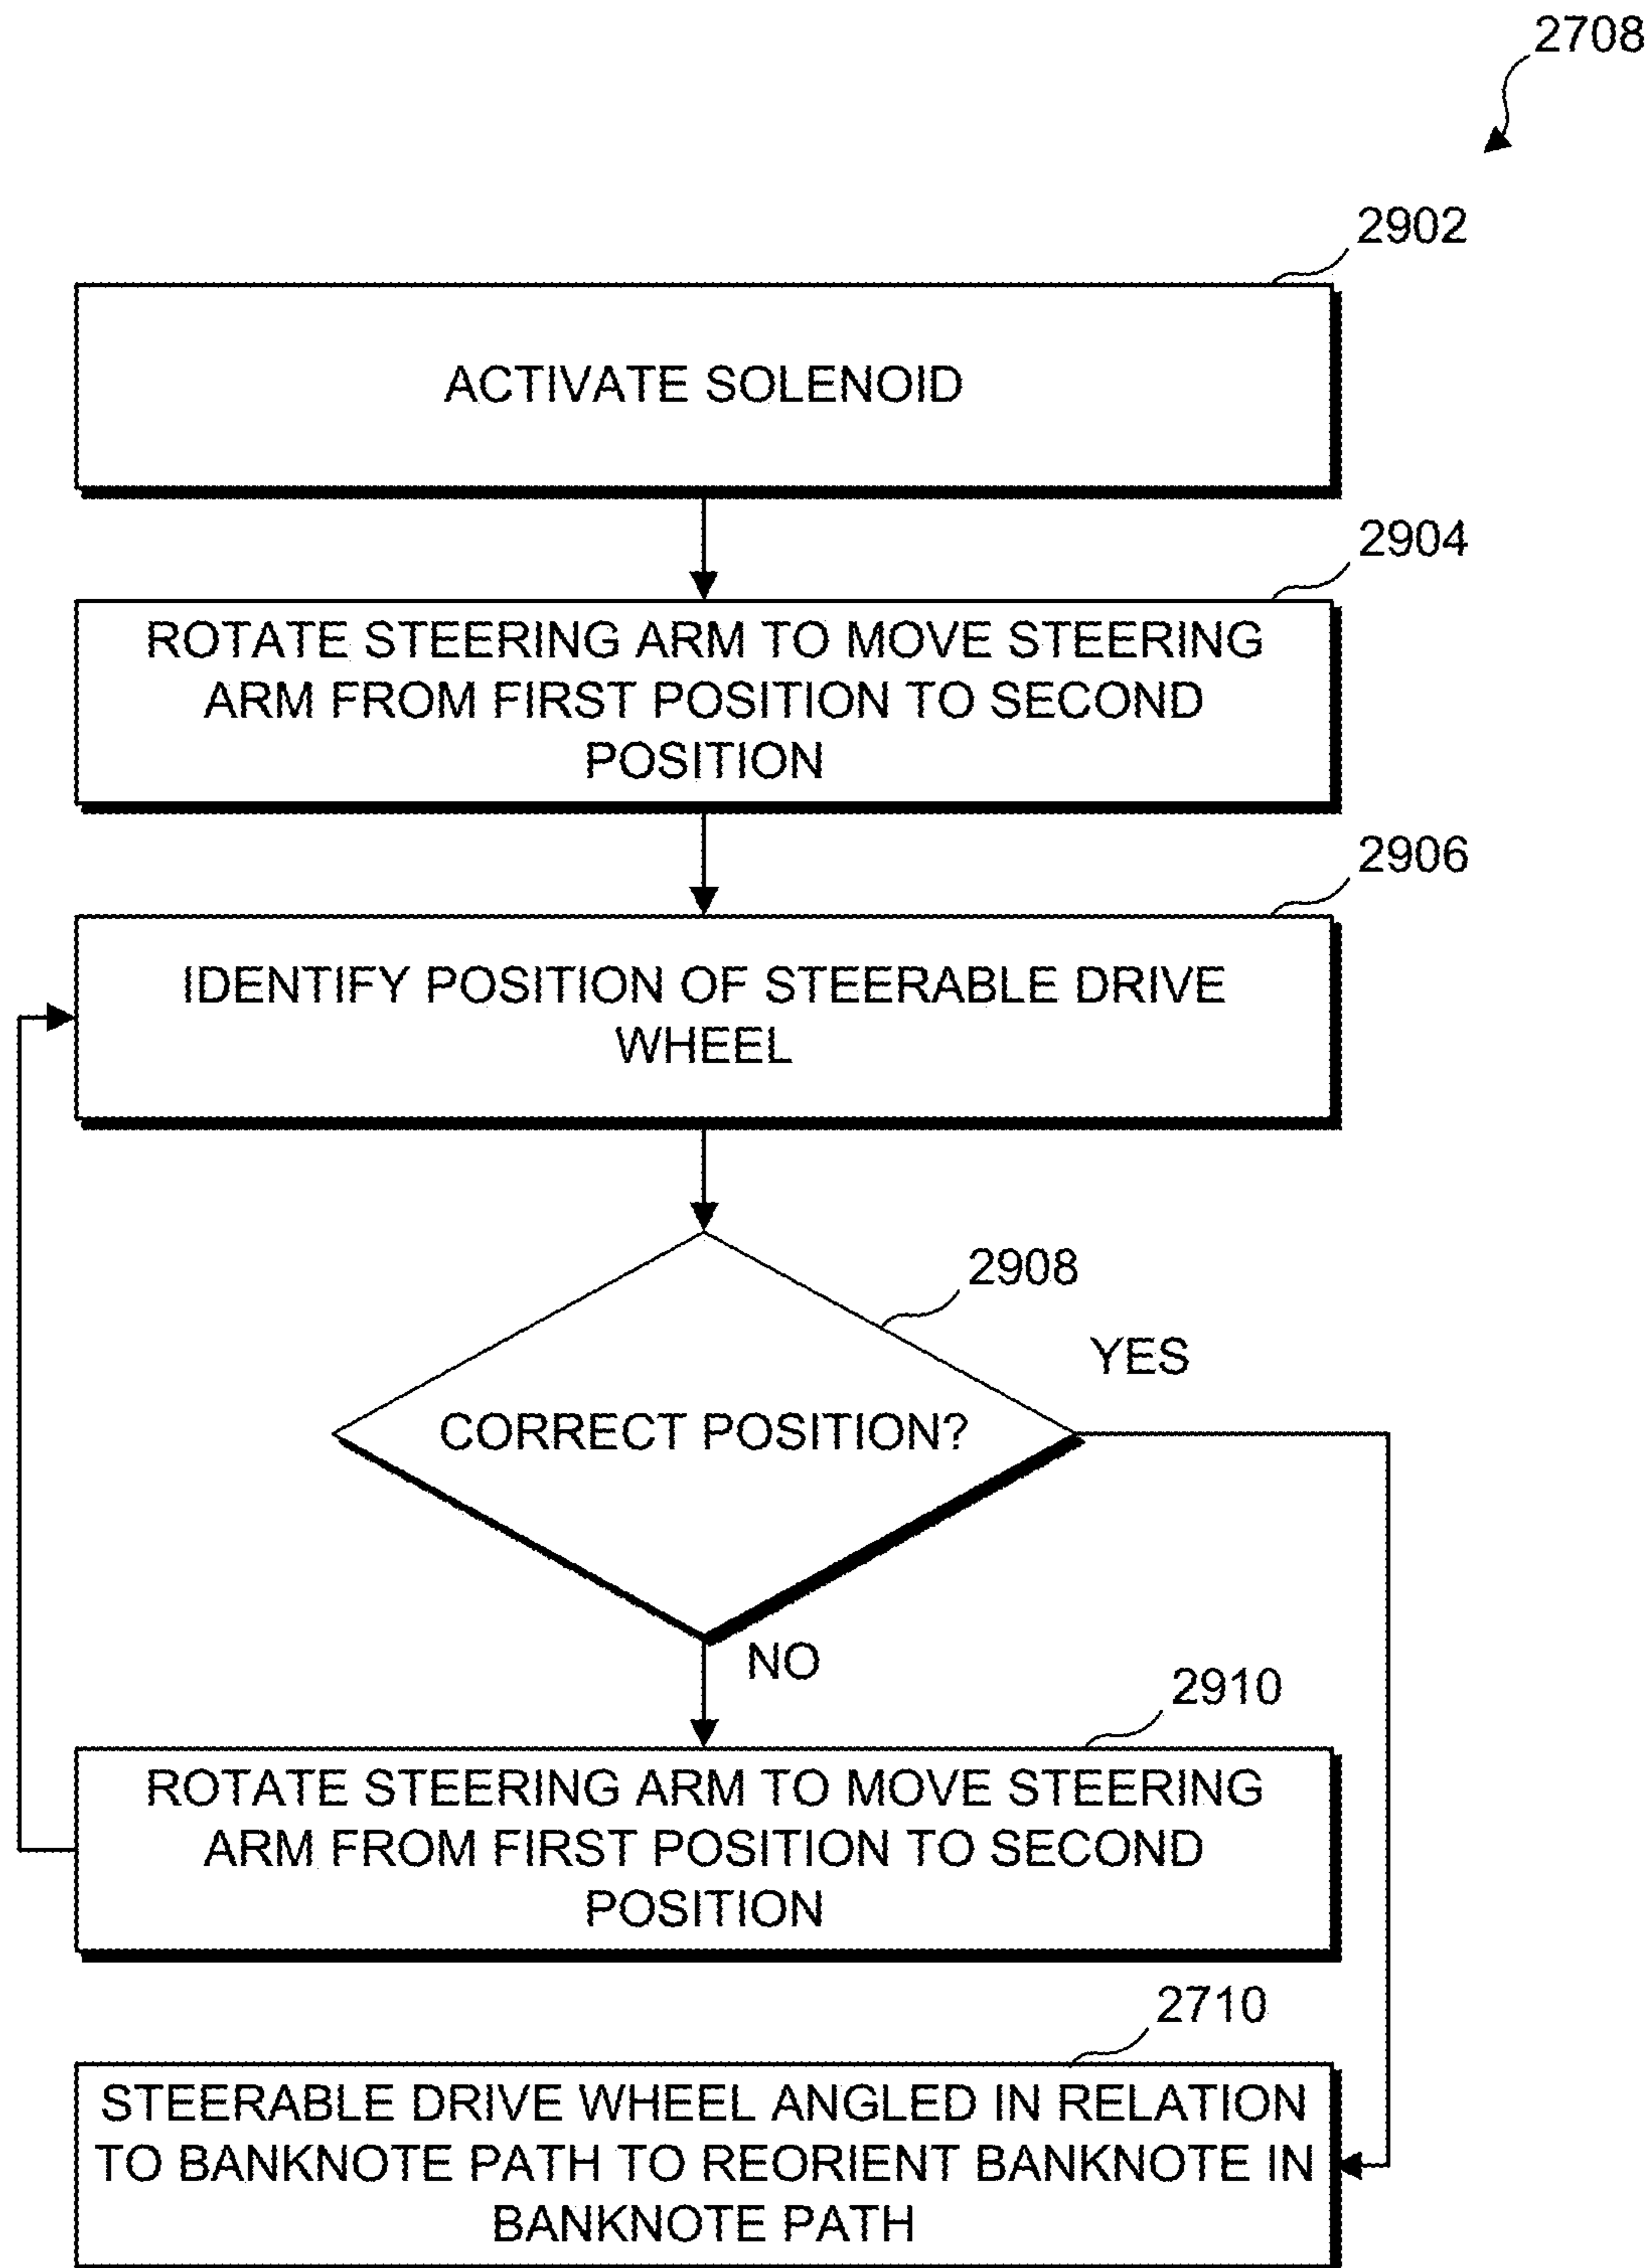 2708
2902
ACTIVATE SOLENOID
2904
ROTATE STEERING ARM TO MOVE STEERING
ARM FROM FIRST POSITION TO SECOND
POSITION
2906
IDENTIFY POSITION OF STEERABLE DRIVE
WHEEL
2908
YES
CORRECT POSITION?
NO
2910
ROTATE STEERING ARM TO MOVE STEERING
ARM FROM FIRST POSITION TO SECOND
POSITION
2710
STEERABLE DRIVE WHEEL ANGLED IN RELATION
TO BANKNOTE PATH TO REORIENT BANKNOTE IN
BANKNOTE PATH